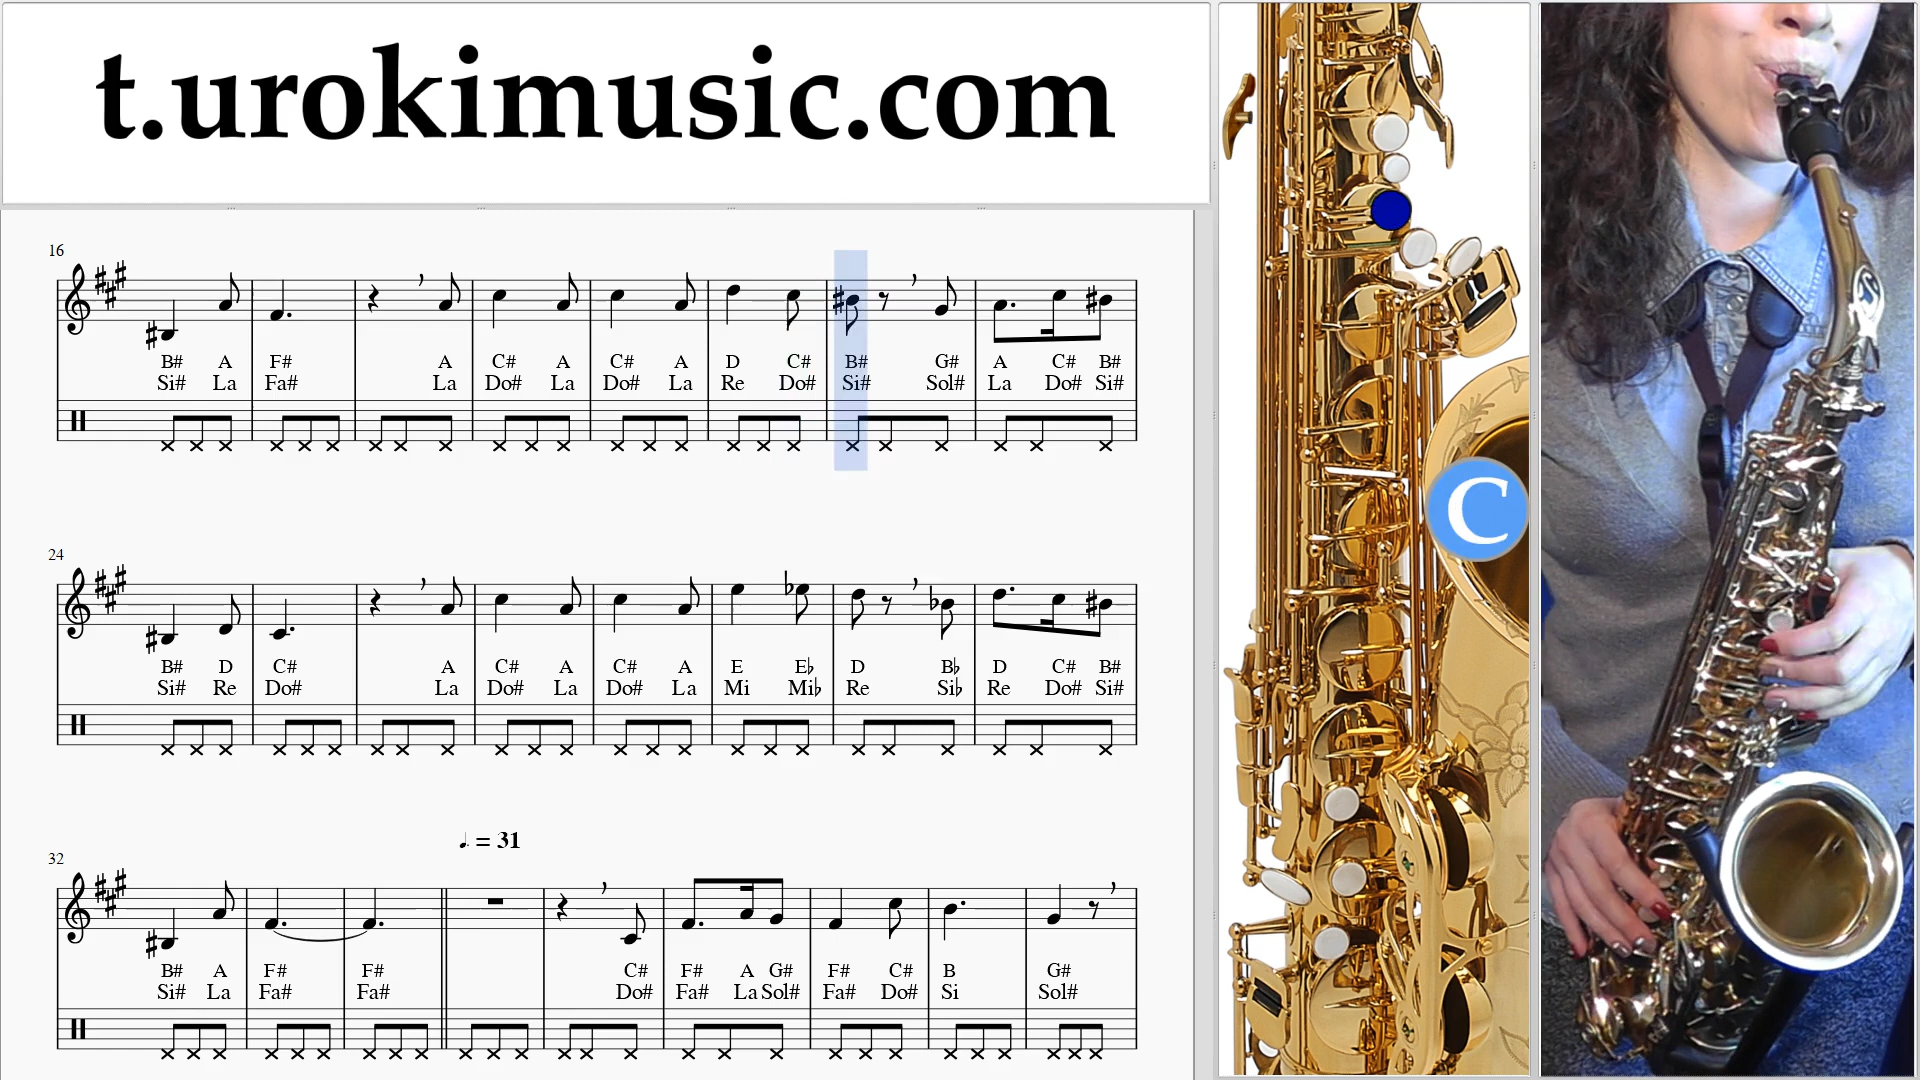 t.urokimusic.com
16
B# A F# A C# A C# A D C# B# G# A C# B#
Si# La Fa# La Do# La Do# La Re Do# Si# Sol# La Do# Si#
24
B# D C# A C# A C# A E E♭ D B♭ D C# B#
Si# Re Do# La Do# La Do# La Mi Mi♭ Re Si♭ Re Do# Si#
♩. = 31
32
B# A F# F# C# F# A G# F# C# B G#
Si# La Fa# Fa# Do# Fa# La Sol# Fa# Do# Si Sol#
C